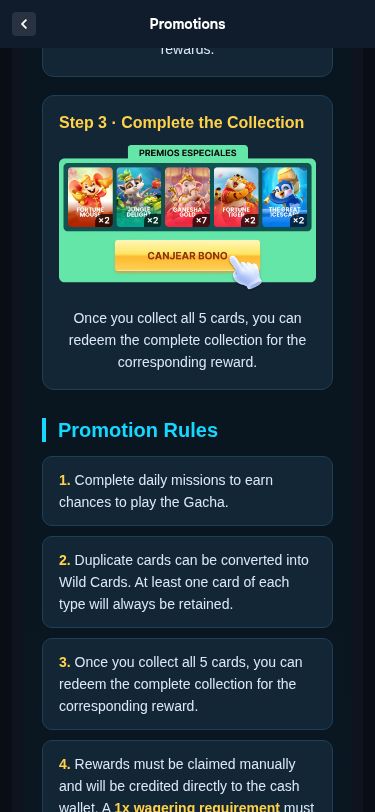 Promotions
rewards.
Step 3 · Complete the Collection
PREMIOS ESPECIALES
FORTUNE
MOUSE
×2
JUNGLE
DELIGHT
×2
GANESHA
GOLD
×7
FORTUNE
TIGER
×2
THE GREAT
ICESCAPE
×2
CANJEAR BONO
Once you collect all 5 cards, you can
redeem the complete collection for the
corresponding reward.
Promotion Rules
1. Complete daily missions to earn
chances to play the Gacha.
2. Duplicate cards can be converted into
Wild Cards. At least one card of each
type will always be retained.
3. Once you collect all 5 cards, you can
redeem the complete collection for the
corresponding reward.
4. Rewards must be claimed manually
and will be credited directly to the cash
wallet. A 1x wagering requirement must